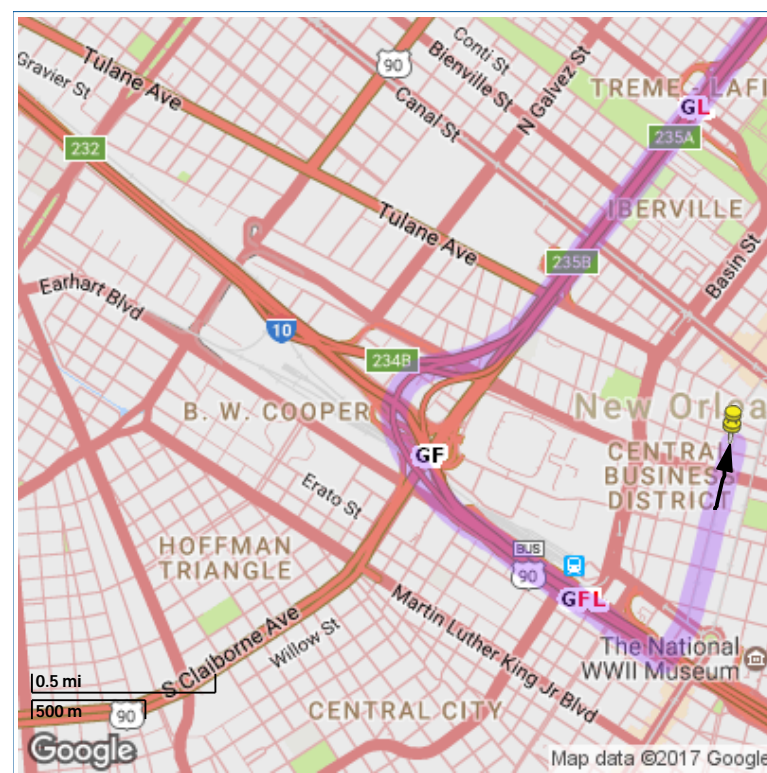 Tulane Ave
Gravier St
90
Conti St
Bienville St
N Galvez St
Canal St
TREME - LAFI
GL
235A
232
IBERVILLE
Tulane Ave
235B
Basin St
Earhart Blvd
10
234B
New Orlea
B. W. COOPER
GF
CENTRAL
BUSINESS
DISTRICT
Erato St
HOFFMAN
TRIANGLE
BUS
90
GFL
Martin Luther King Jr Blvd
S Claiborne Ave
Willow St
The National
WWII Museum
0.5 mi
500 m
90
CENTRAL CITY
Google
Map data ©2017 Google